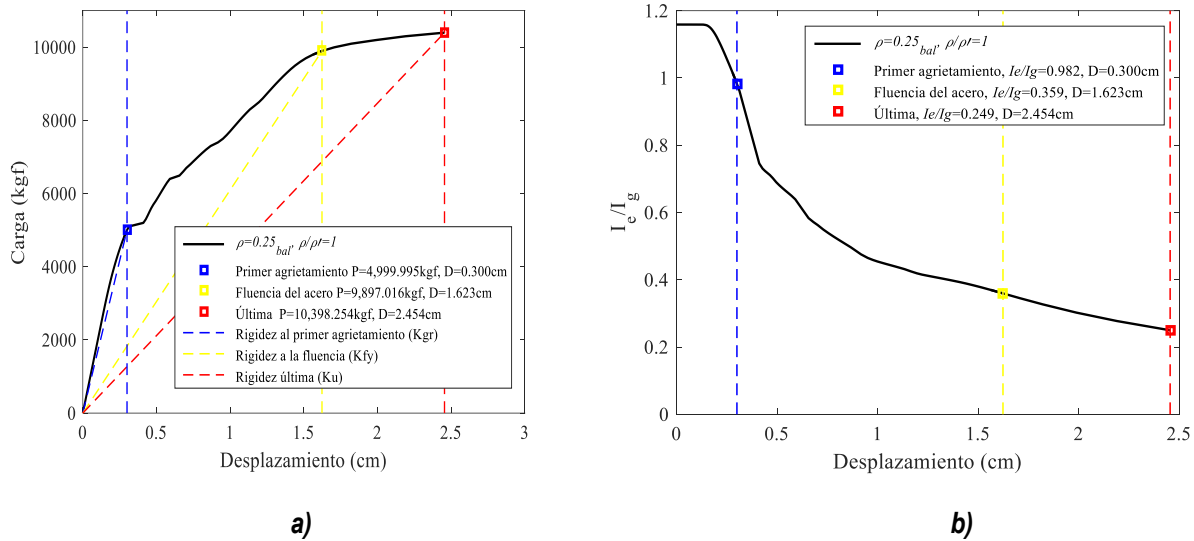 10000
8000
6000
4000
2000
0
Carga (kgf)
0 0.5 1 1.5 2 2.5 3
Desplazamiento (cm)
ρ=0.25bal, ρ/ρ′=1
Primer agrietamiento P=4,999.995kgf, D=0.300cm
Fluencia del acero P=9,897.016kgf, D=1.623cm
Última P=10,398.254kgf, D=2.454cm
Rigidez al primer agrietamiento (Kgr)
Rigidez a la fluencia (Kfy)
Rigidez última (Ku)
a)
1.2
1
0.8
0.6
0.4
0.2
0
Ie/Ig
0 0.5 1 1.5 2 2.5
Desplazamiento (cm)
ρ=0.25bal, ρ/ρ′=1
Primer agrietamiento, Ie/Ig=0.982, D=0.300cm
Fluencia del acero, Ie/Ig=0.359, D=1.623cm
Última, Ie/Ig=0.249, D=2.454cm
b)